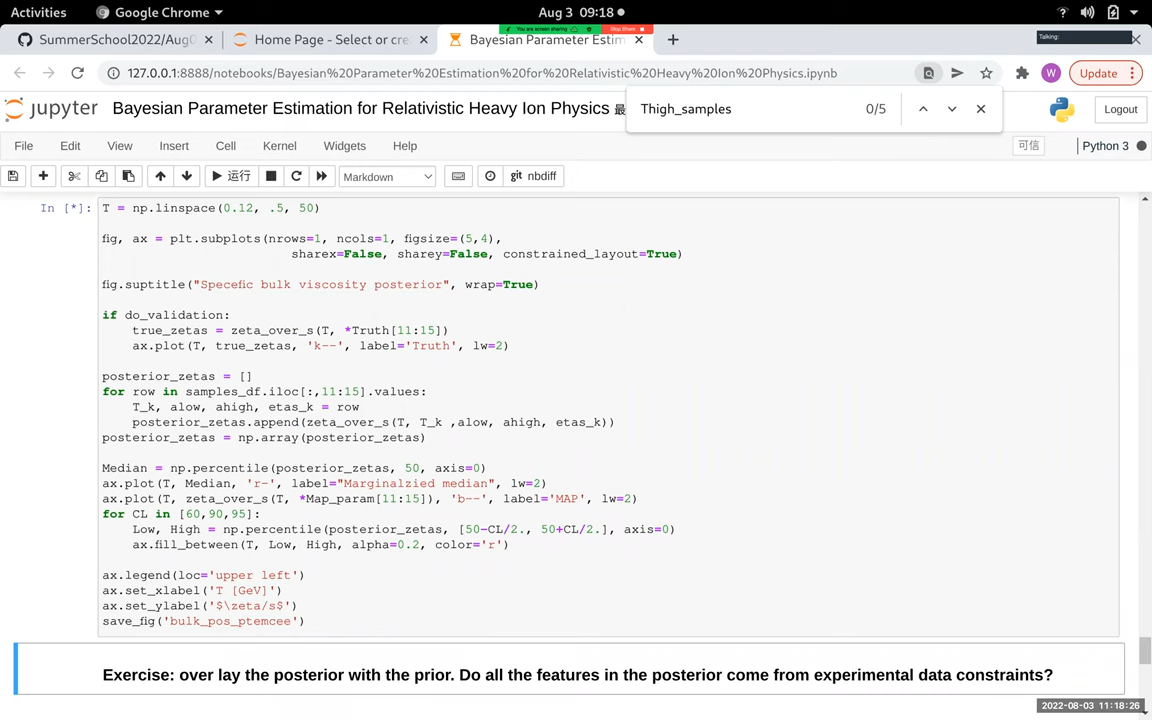 Activities
Google Chrome
Aug 3 09:18
You are screen sharing
Stop Share
SummerSchool2022/Aug0
Home Page - Select or cre
Bayesian Parameter Estim
Talking:
127.0.0.1:8888/notebooks/Bayesian%20Parameter%20Estimation%20for%20Relativistic%20Heavy%20Ion%20Physics.ipynb
W
Update
Thigh_samples
0/5
jupyter
Bayesian Parameter Estimation for Relativistic Heavy Ion Physics 最
Logout
File
Edit
View
Insert
Cell
Kernel
Widgets
Help
可信
Python 3
运行
Markdown
git nbdiff
In [*]:
T = np.linspace(0.12, .5, 50)
fig, ax = plt.subplots(nrows=1, ncols=1, figsize=(5,4),
sharex=False, sharey=False, constrained_layout=True)
fig.suptitle("Specefic bulk viscosity posterior", wrap=True)
if do_validation:
true_zetas = zeta_over_s(T, *Truth[11:15])
ax.plot(T, true_zetas, 'k--', label='Truth', lw=2)
posterior_zetas = []
for row in samples_df.iloc[:,11:15].values:
T_k, alow, ahigh, etas_k = row
posterior_zetas.append(zeta_over_s(T, T_k ,alow, ahigh, etas_k))
posterior_zetas = np.array(posterior_zetas)
Median = np.percentile(posterior_zetas, 50, axis=0)
ax.plot(T, Median, 'r-', label="Marginalzied median", lw=2)
ax.plot(T, zeta_over_s(T, *Map_param[11:15]), 'b--', label='MAP', lw=2)
for CL in [60,90,95]:
Low, High = np.percentile(posterior_zetas, [50-CL/2., 50+CL/2.], axis=0)
ax.fill_between(T, Low, High, alpha=0.2, color='r')
ax.legend(loc='upper left')
ax.set_xlabel('T [GeV]')
ax.set_ylabel('$\zeta/s$')
save_fig('bulk_pos_ptemcee')
Exercise: over lay the posterior with the prior. Do all the features in the posterior come from experimental data constraints?
2022-08-03 11:18:26